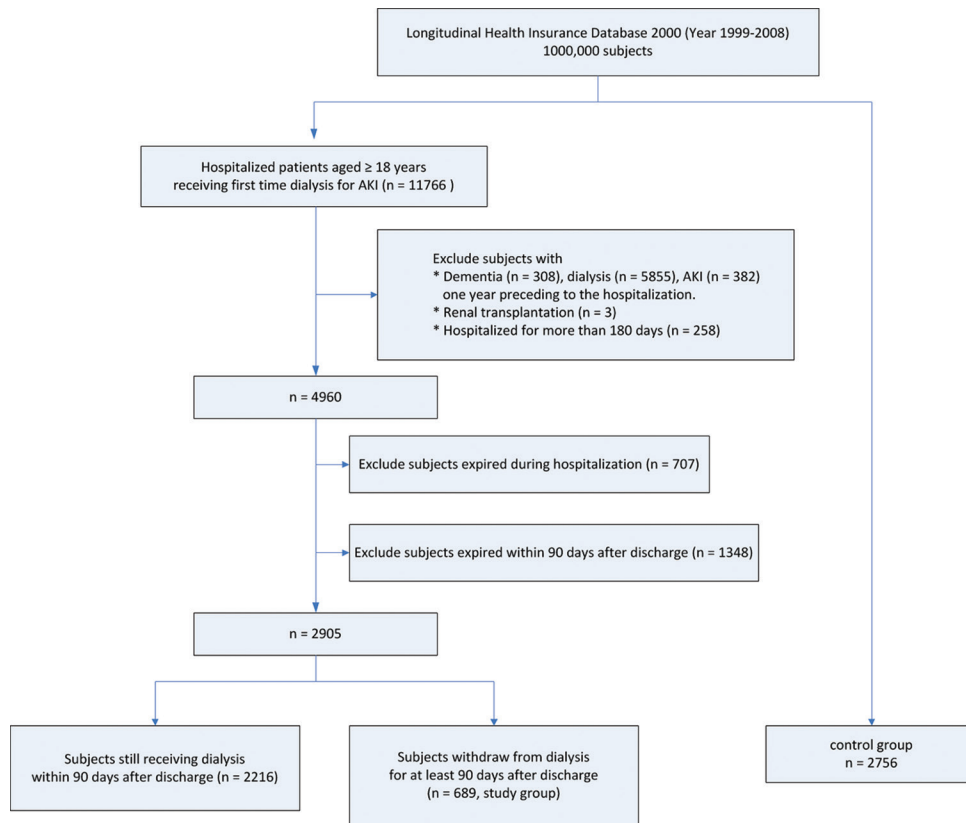 Longitudinal Health Insurance Database 2000 (Year 1999-2008)
1000,000 subjects
Hospitalized patients aged ≥ 18 years
receiving first time dialysis for AKI (n = 11766 )
Exclude subjects with
* Dementia (n = 308), dialysis (n = 5855), AKI (n = 382)
one year preceding to the hospitalization.
* Renal transplantation (n = 3)
* Hospitalized for more than 180 days (n = 258)
n = 4960
Exclude subjects expired during hospitalization (n = 707)
Exclude subjects expired within 90 days after discharge (n = 1348)
n = 2905
Subjects still receiving dialysis
within 90 days after discharge (n = 2216)
Subjects withdraw from dialysis
for at least 90 days after discharge
(n = 689, study group)
control group
n = 2756